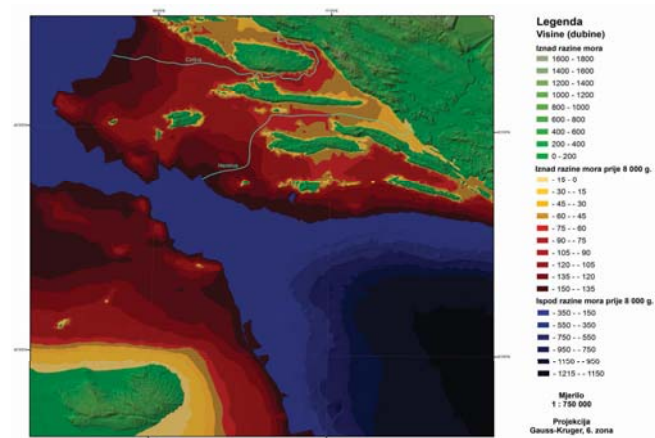 Legenda
Visine (dubine)
Iznad razine mora
1600 - 1800
1400 - 1600
1200 - 1400
1000 - 1200
800 - 1000
600 - 800
400 - 600
200 - 400
0 - 200
Iznad razine mora prije 8 000 g.
- 15 - 0
- 30 - - 15
- 45 - - 30
- 60 - - 45
- 75 - - 60
- 90 - - 75
- 105 - - 90
- 120 - - 105
- 135 - - 120
- 150 - - 135
Ispod razine mora prije 8 000 g.
- 350 - - 150
- 550 - - 350
- 750 - - 550
- 950 - - 750
- 1150 - - 950
- 1215 - - 1150
Mjerilo
1 : 750 000
Projekcija
Gauss-Kruger, 6. zona
Cetina